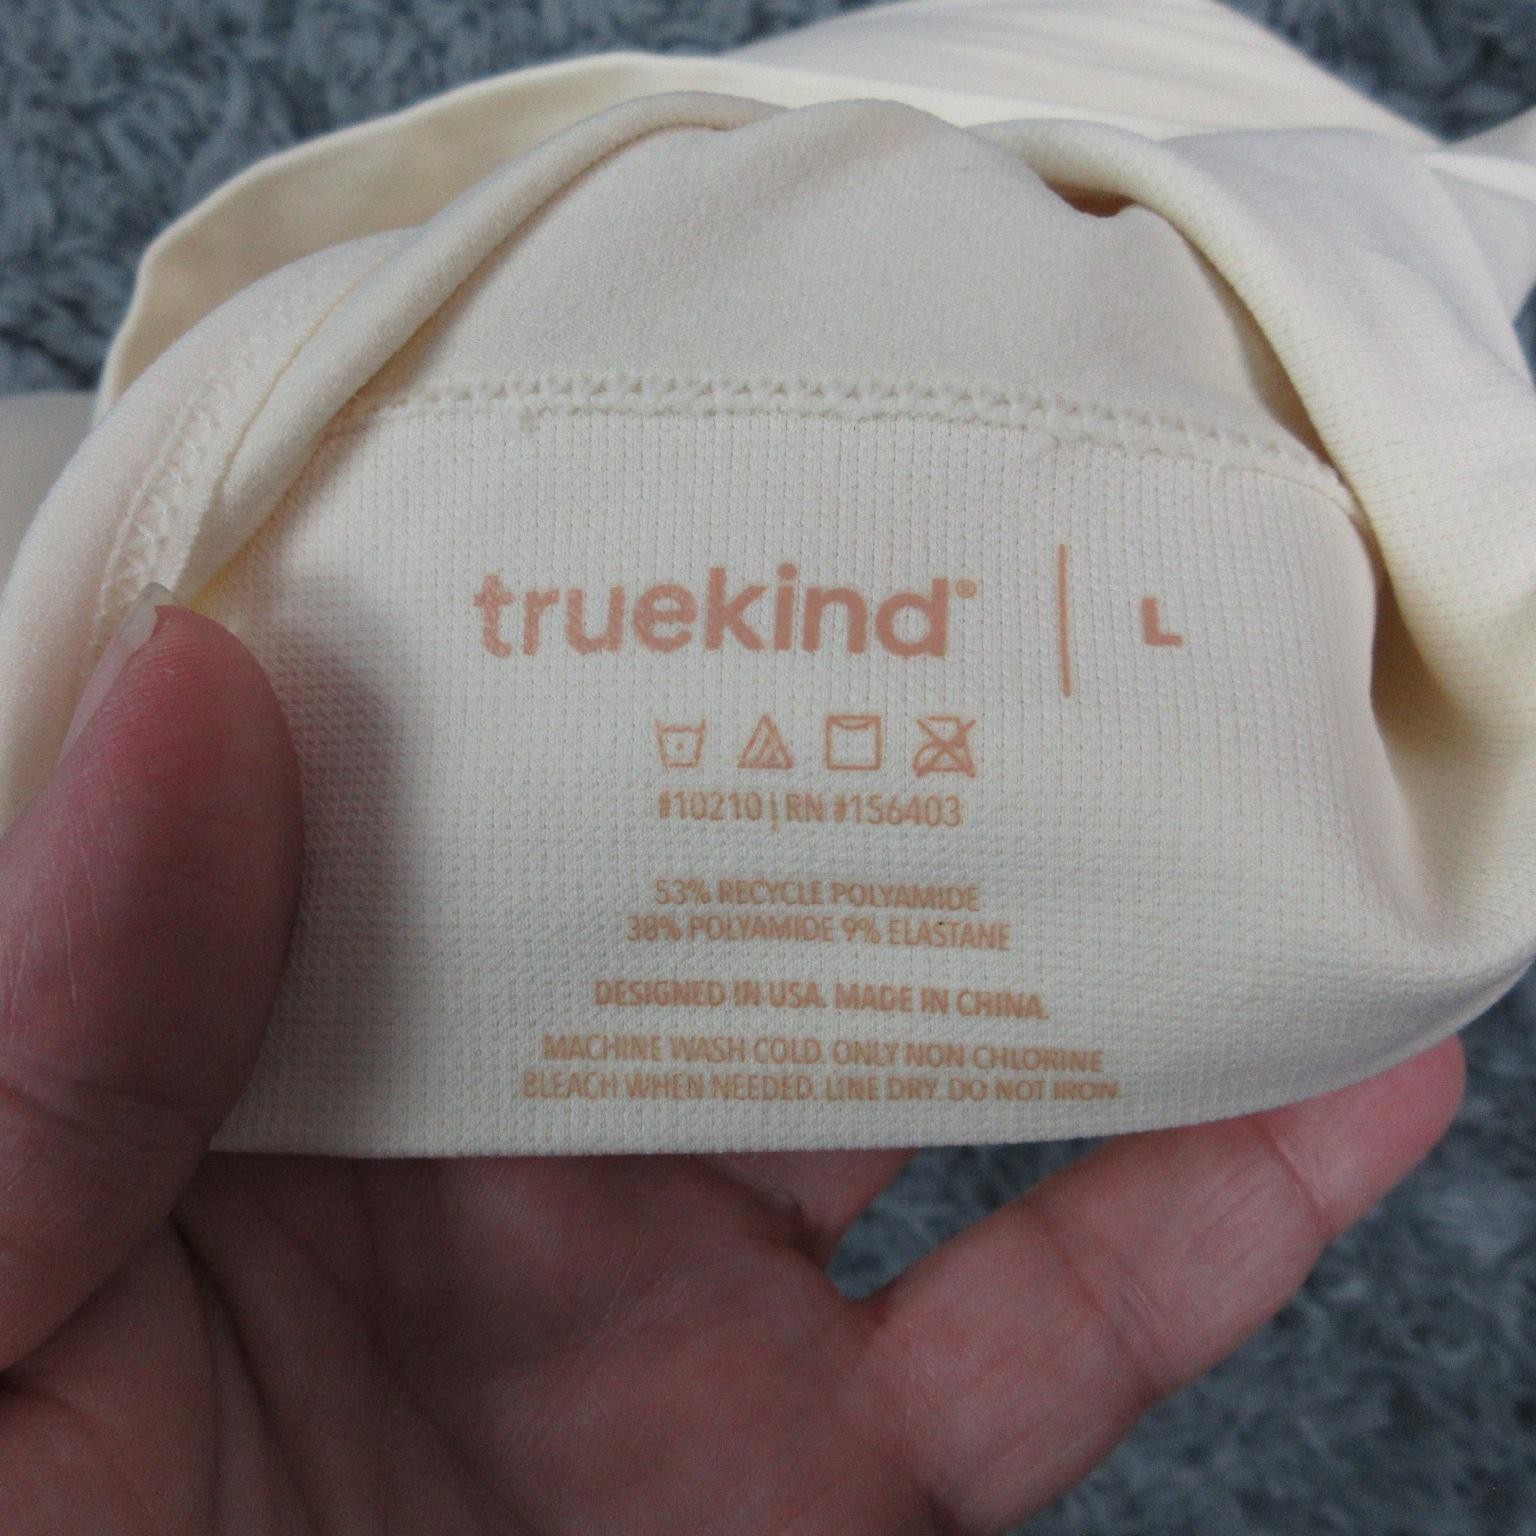 truekind® | L
#10210 | RN #156403
53% RECYCLE POLYAMIDE
38% POLYAMIDE 9% ELASTANE
DESIGNED IN USA. MADE IN CHINA.
MACHINE WASH COLD. ONLY NON CHLORINE
BLEACH WHEN NEEDED. LINE DRY. DO NOT IRON